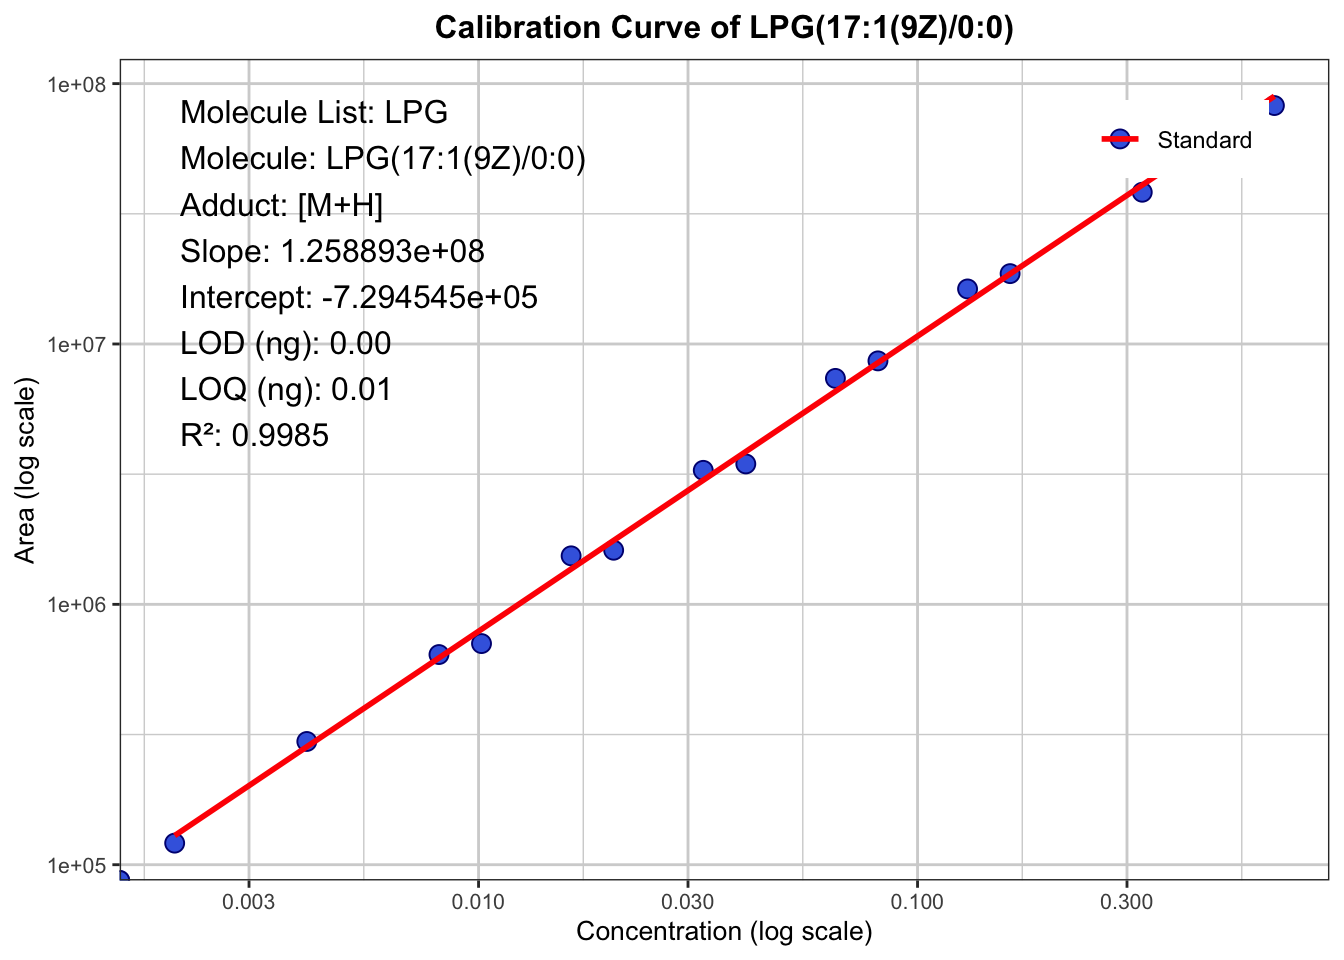 Calibration Curve of LPG(17:1(9Z)/0:0)
1e+08
Molecule List: LPG
Molecule: LPG(17:1(9Z)/0:0)
Adduct: [M+H]
Slope: 1.258893e+08
Intercept: -7.294545e+05
LOD (ng): 0.00
LOQ (ng): 0.01
R²: 0.9985
Standard
1e+07
1e+06
1e+05
Area (log scale)
0.003 0.010 0.030 0.100 0.300
Concentration (log scale)